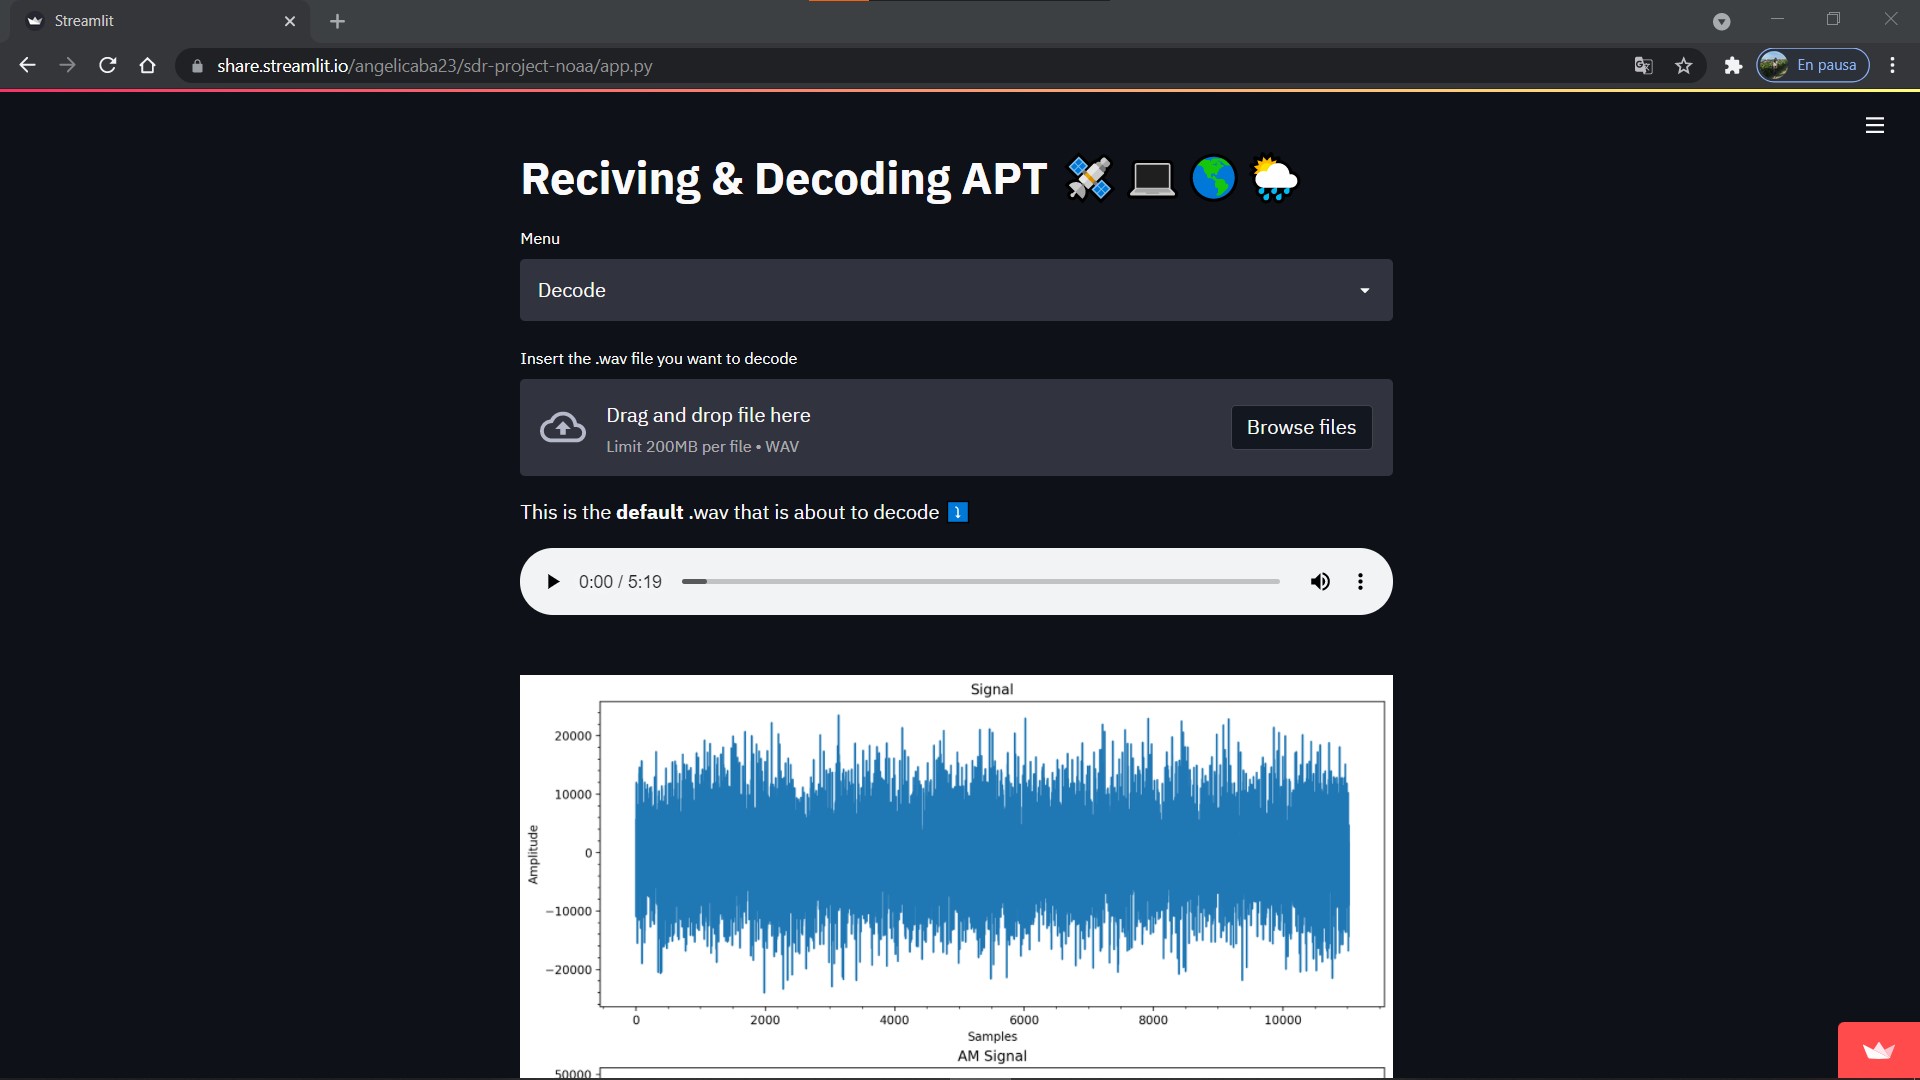 Streamlit
share.streamlit.io/angelicaba23/sdr-project-noaa/app.py
En pausa
Reciving & Decoding APT
Menu
Decode
Insert the .wav file you want to decode
Drag and drop file here
Limit 200MB per file • WAV
Browse files
This is the default .wav that is about to decode
0:00 / 5:19
Signal
20000
10000
0
−10000
−20000
Amplitude
0 2000 4000 6000 8000 10000
Samples
AM Signal
50000